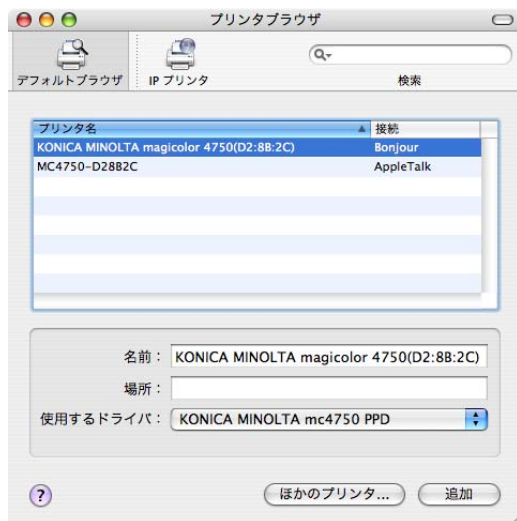 プリンタブラウザ
デフォルトブラウザ IP プリンタ 検索
プリンタ名 接続
KONICA MINOLTA magicolor 4750(D2:8B:2C) Bonjour
MC4750-D28B2C AppleTalk
名前： KONICA MINOLTA magicolor 4750(D2:8B:2C)
場所：
使用するドライバ： KONICA MINOLTA mc4750 PPD
? ほかのプリンタ... 追加